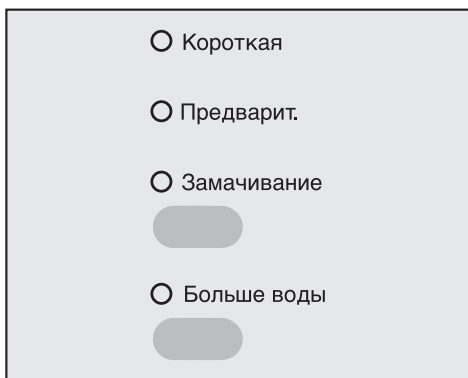 Короткая
Предварит.
Замачивание
Больше воды